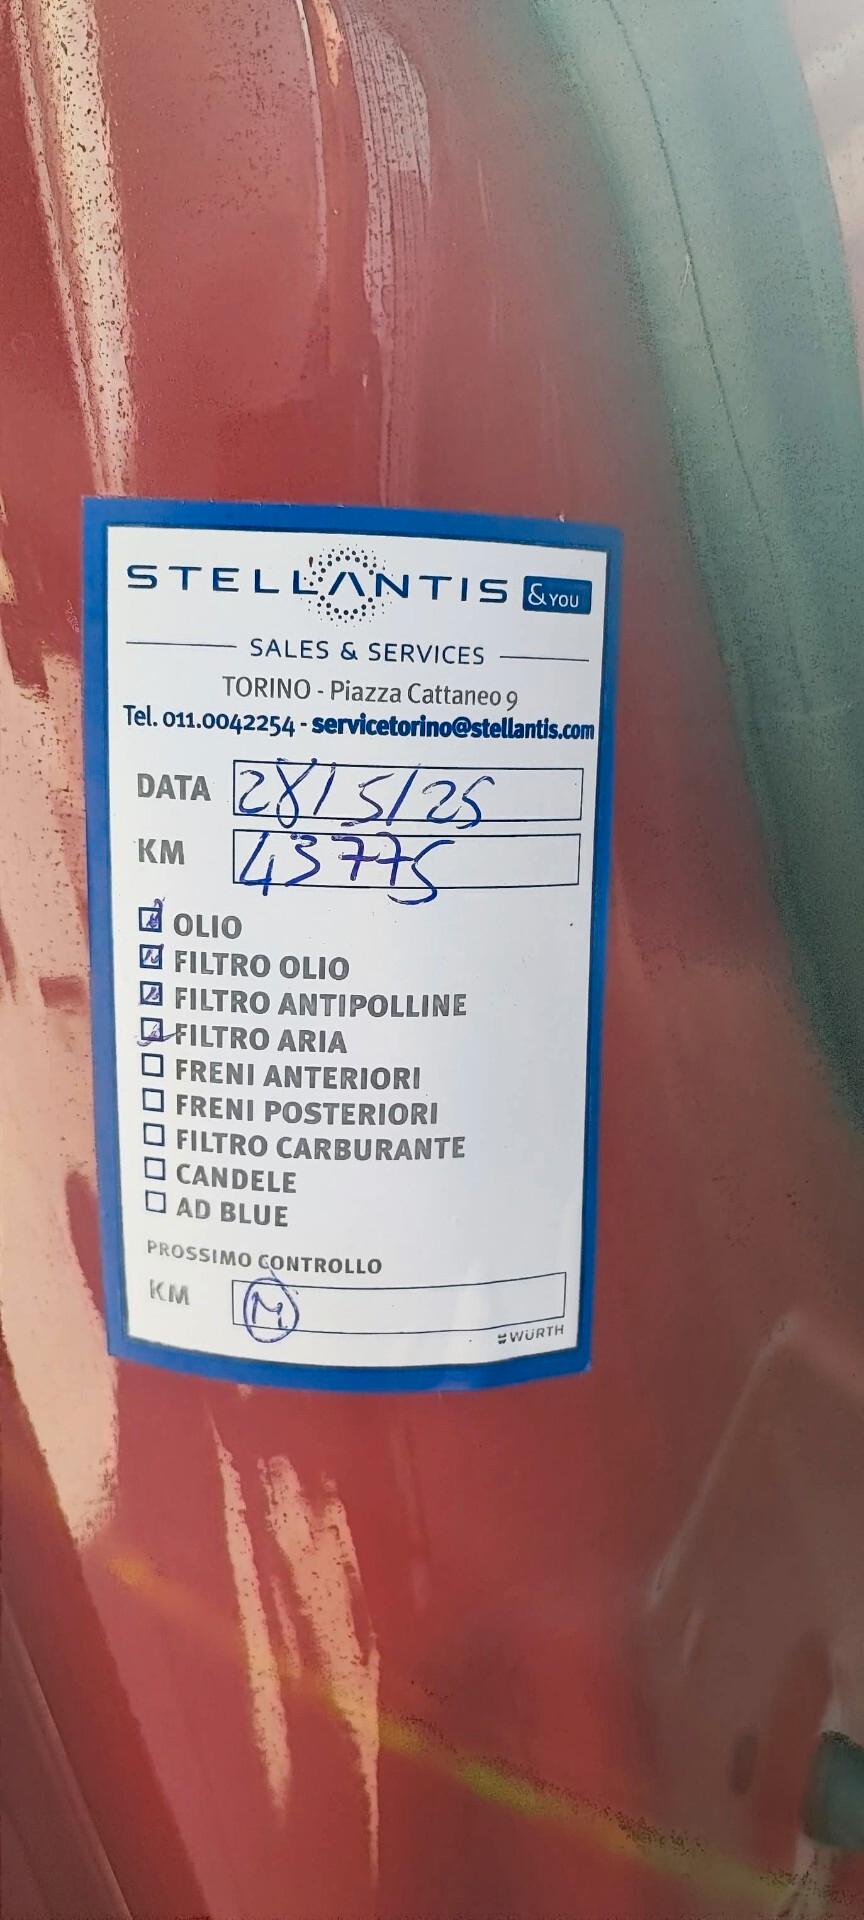 STELLANTIS &YOU
SALES & SERVICES
TORINO - Piazza Cattaneo 9
Tel. 011.0042254 - servicetorino@stellantis.com
DATA 28/5/25
KM 43775
OLIO
FILTRO OLIO
FILTRO ANTIPOLLINE
FILTRO ARIA
FRENI ANTERIORI
FRENI POSTERIORI
FILTRO CARBURANTE
CANDELE
AD BLUE
PROSSIMO CONTROLLO
KM M
WÜRTH